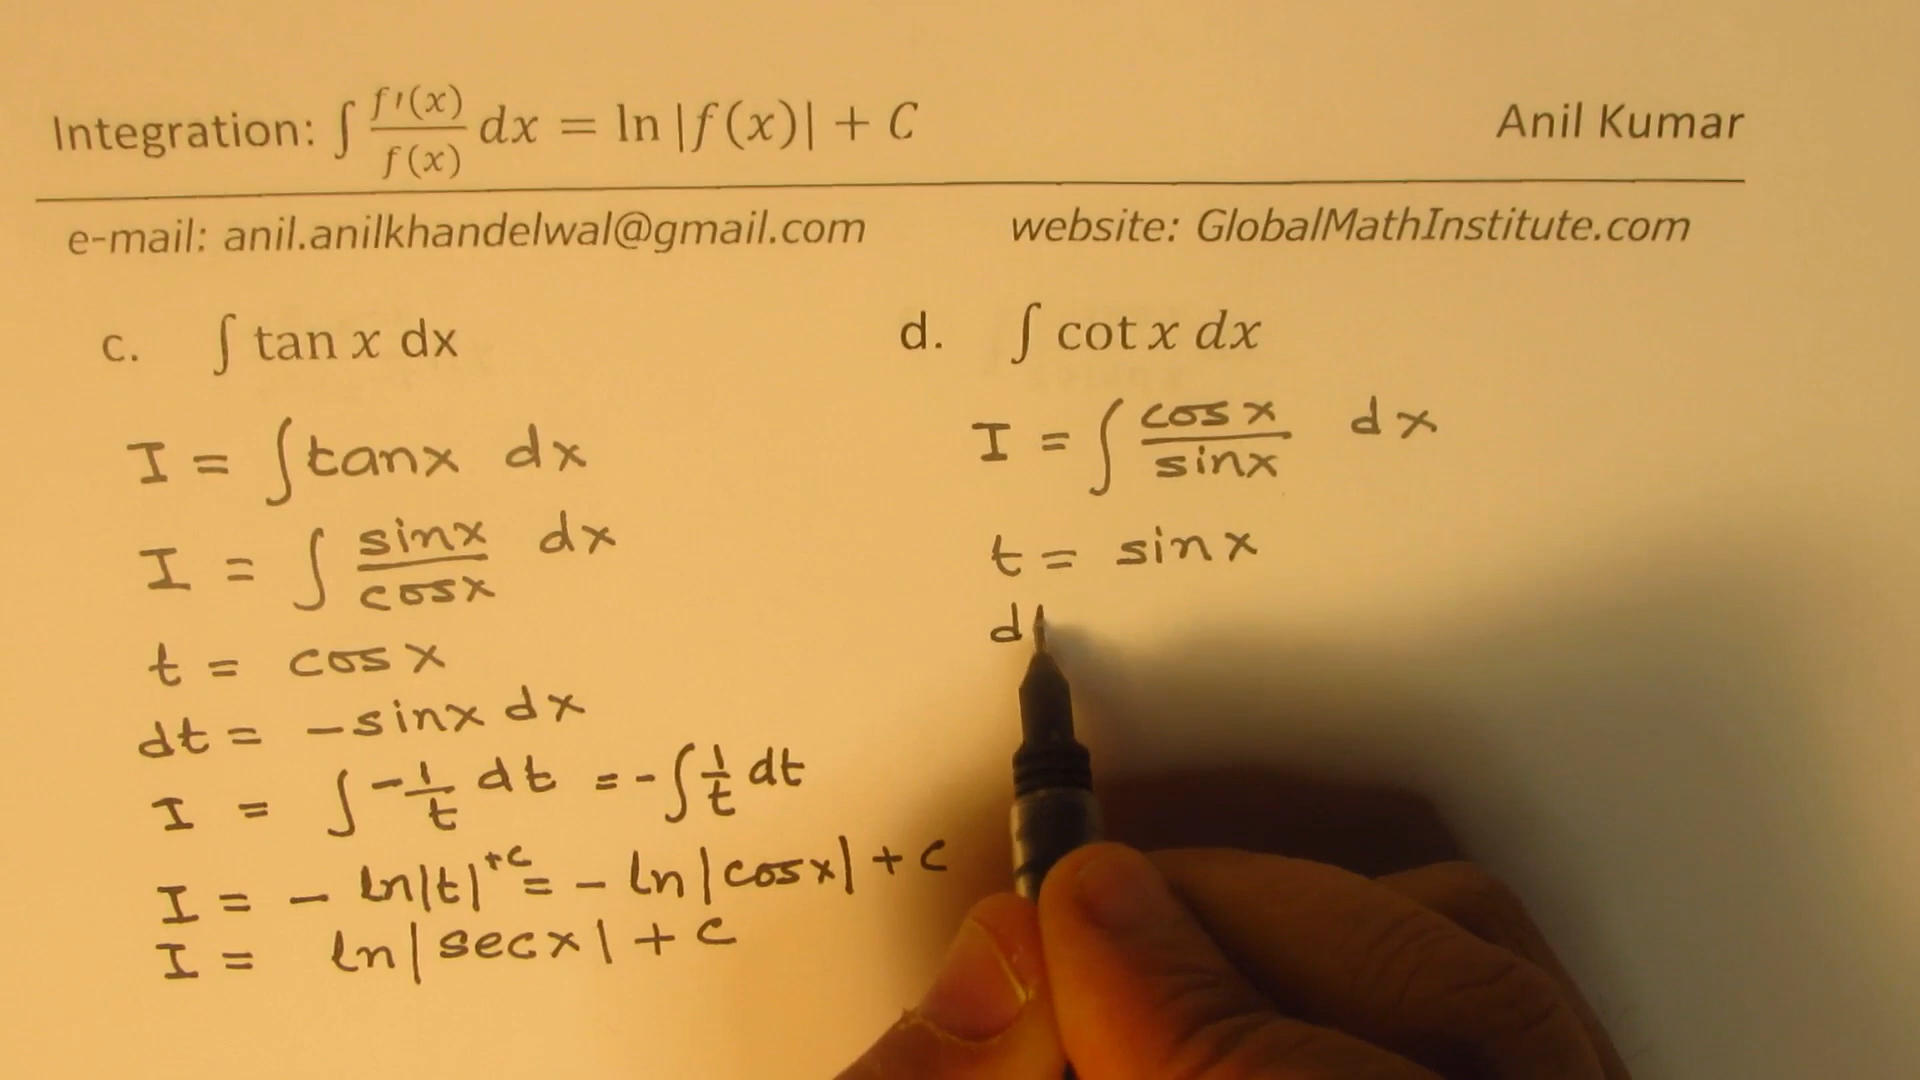 Integration: ∫ f′(x)/f(x) dx = ln |f(x)| + C
Anil Kumar
e-mail: anil.anilkhandelwal@gmail.com
website: GlobalMathInstitute.com
c. ∫ tan x dx
I = ∫ tanx dx
I = ∫ sinx/cosx dx
t = cosx
dt = -sinx dx
I = ∫ -1/t dt = -∫ 1/t dt
I = - ln|t| +c = - ln|cosx| + c
I = ln|secx| + c
d. ∫ cot x dx
I = ∫ cosx/sinx dx
t = sinx
d